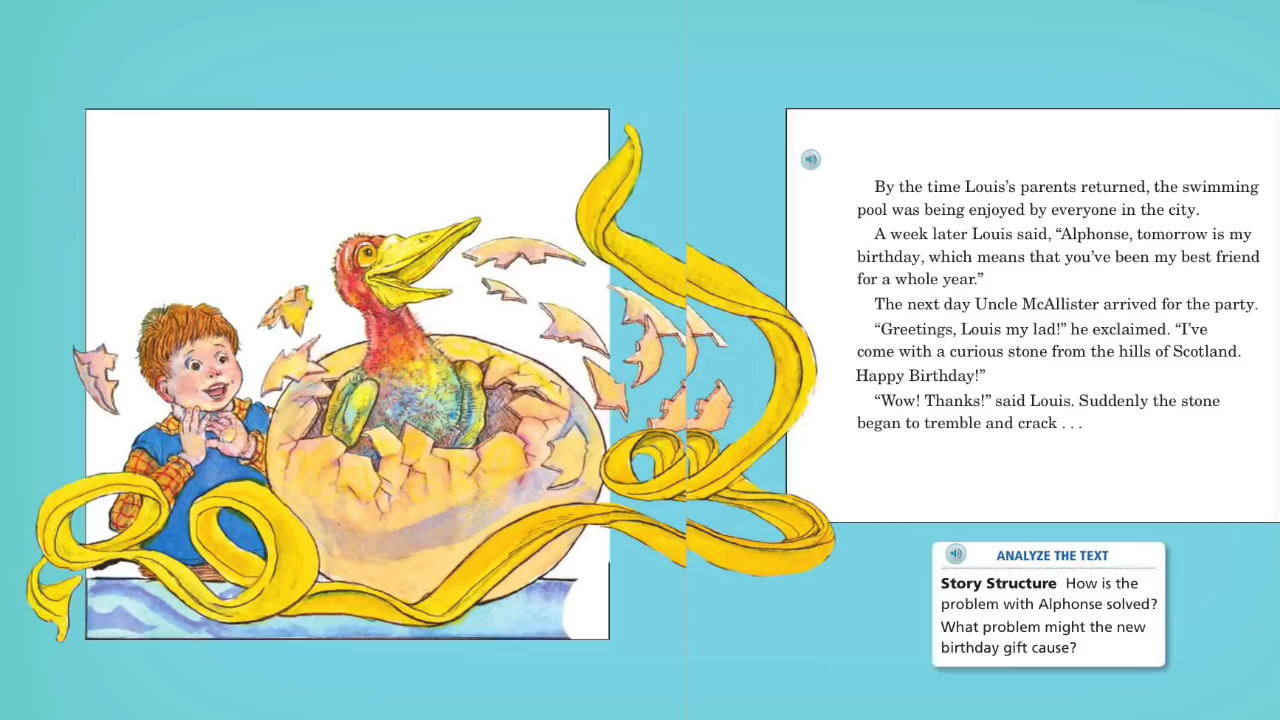 By the time Louis’s parents returned, the swimming
pool was being enjoyed by everyone in the city.
A week later Louis said, “Alphonse, tomorrow is my
birthday, which means that you’ve been my best friend
for a whole year.”
The next day Uncle McAllister arrived for the party.
“Greetings, Louis my lad!” he exclaimed. “I’ve
come with a curious stone from the hills of Scotland.
Happy Birthday!”
“Wow! Thanks!” said Louis. Suddenly the stone
began to tremble and crack . . .
ANALYZE THE TEXT
Story Structure How is the
problem with Alphonse solved?
What problem might the new
birthday gift cause?